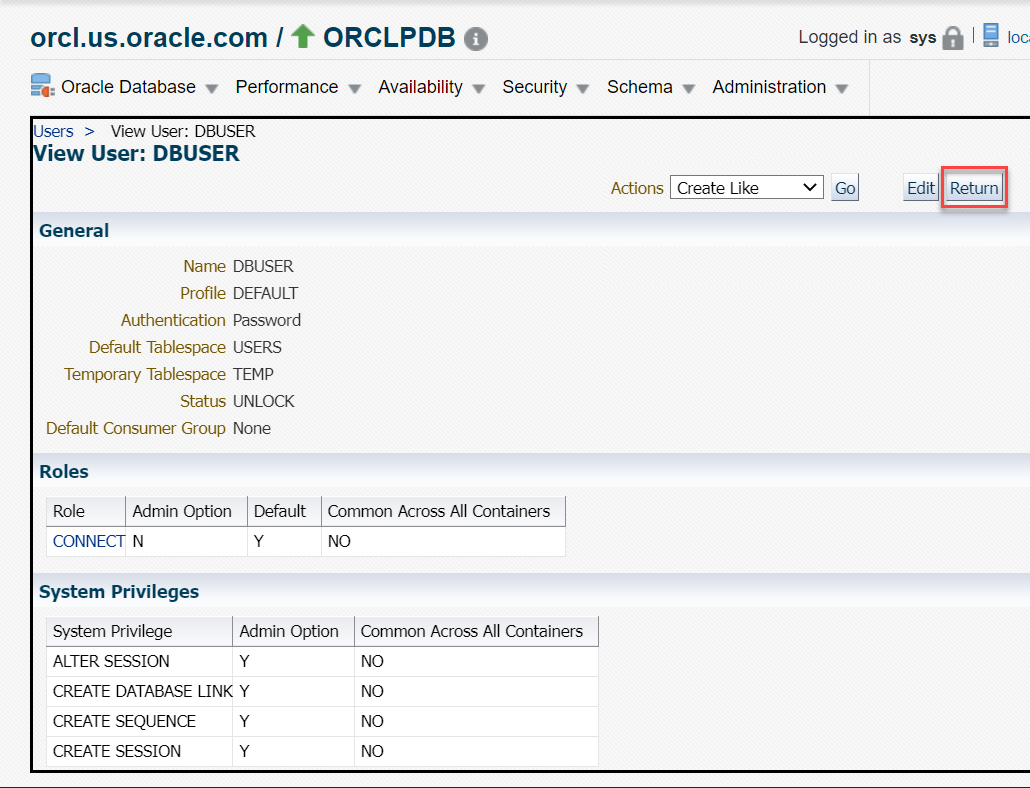 orcl.us.oracle.com / ORCLPDB
Logged in as sys
Oracle Database Performance Availability Security Schema Administration
Users > View User: DBUSER
View User: DBUSER
Actions Create Like Go Edit Return
General
Name DBUSER
Profile DEFAULT
Authentication Password
Default Tablespace USERS
Temporary Tablespace TEMP
Status UNLOCK
Default Consumer Group None
Roles
Role Admin Option Default Common Across All Containers
CONNECT N Y NO
System Privileges
System Privilege Admin Option Common Across All Containers
ALTER SESSION Y NO
CREATE DATABASE LINK Y NO
CREATE SEQUENCE Y NO
CREATE SESSION Y NO